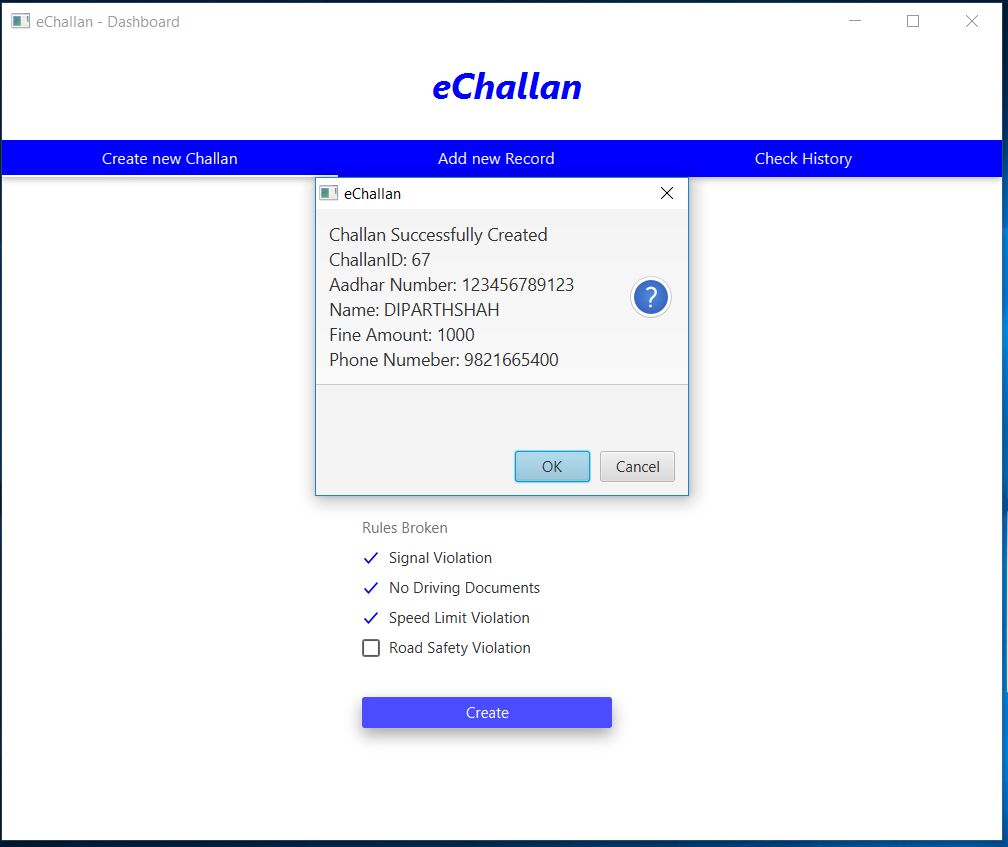 eChallan - Dashboard
eChallan
Create new Challan
Add new Record
Check History
eChallan
Challan Successfully Created
ChallanID: 67
Aadhar Number: 123456789123
Name: DIPARTHSHAH
Fine Amount: 1000
Phone Numeber: 9821665400
?
OK
Cancel
Rules Broken
Signal Violation
No Driving Documents
Speed Limit Violation
Road Safety Violation
Create